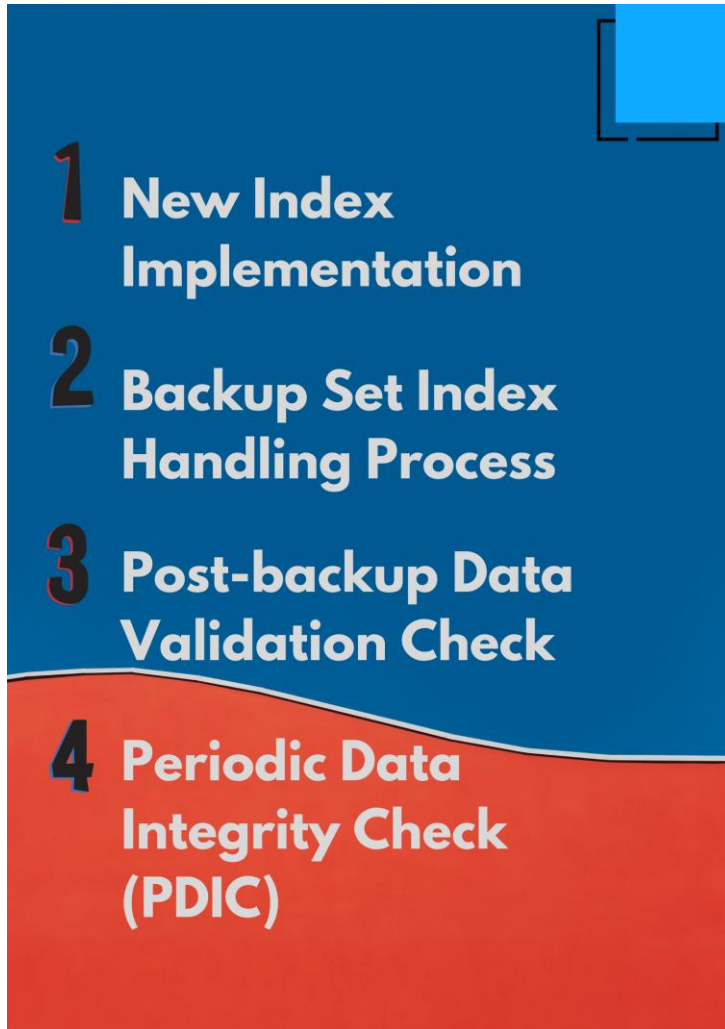 1 New Index
Implementation
2 Backup Set Index
Handling Process
3 Post-backup Data
Validation Check
4 Periodic Data
Integrity Check
(PDIC)